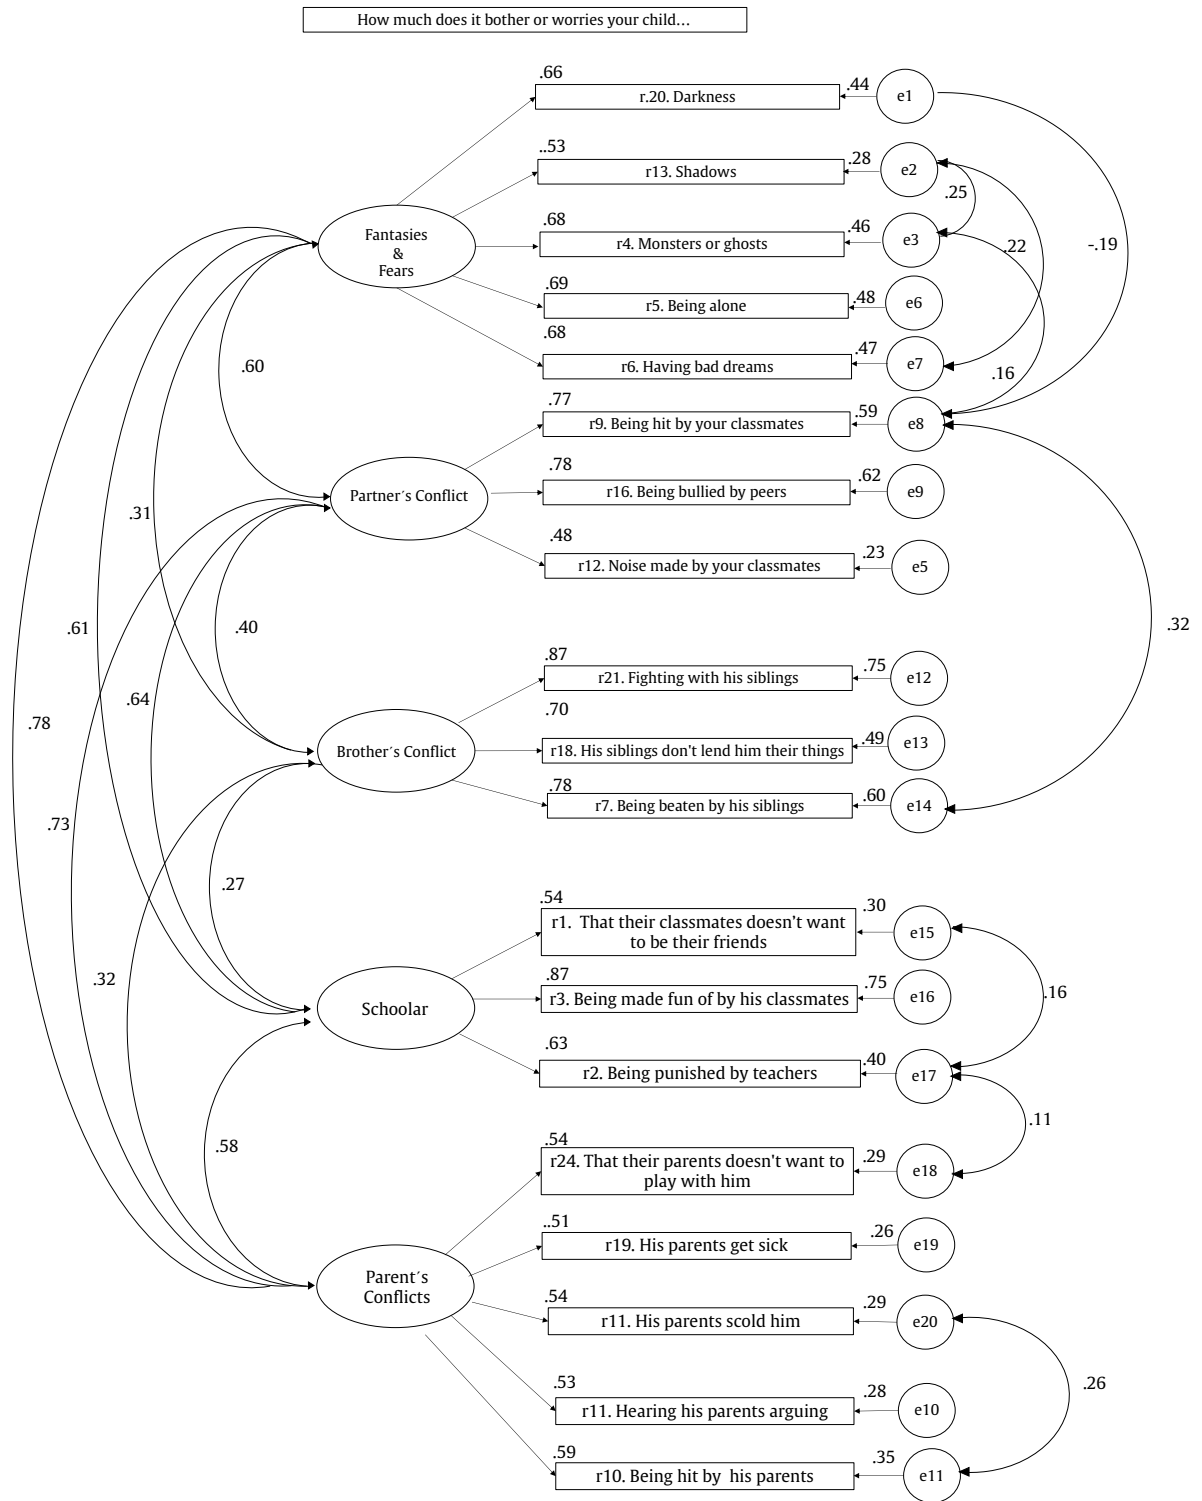 How much does it bother or worries your child...
.66
r.20. Darkness
.44
e1
..53
r13. Shadows
.28
e2
.25
Fantasies
&
Fears
.68
r4. Monsters or ghosts
.46
e3
.22
-.19
.69
r5. Being alone
.48
e6
.68
r6. Having bad dreams
.47
e7
.60
.16
.77
r9. Being hit by your classmates
.59
e8
Partner´s Conflict
.78
r16. Being bullied by peers
.62
e9
.31
.48
r12. Noise made by your classmates
.23
e5
.61
.40
.32
.87
r21. Fighting with his siblings
.75
e12
.64
.78
Brother´s Conflict
.70
r18. His siblings don't lend him their things
.49
e13
.78
r7. Being beaten by his siblings
.60
e14
.73
.27
.54
r1. That their classmates doesn’t want
to be their friends
.30
e15
.32
Schoolar
.87
r3. Being made fun of by his classmates
.75
e16
.16
.63
r2. Being punished by teachers
.40
e17
.11
.58
.54
r24. That their parents doesn't want to
play with him
.29
e18
..51
r19. His parents get sick
.26
e19
Parent´s
Conflicts
.54
r11. His parents scold him
.29
e20
.53
r11. Hearing his parents arguing
.28
e10
.26
.59
r10. Being hit by his parents
.35
e11